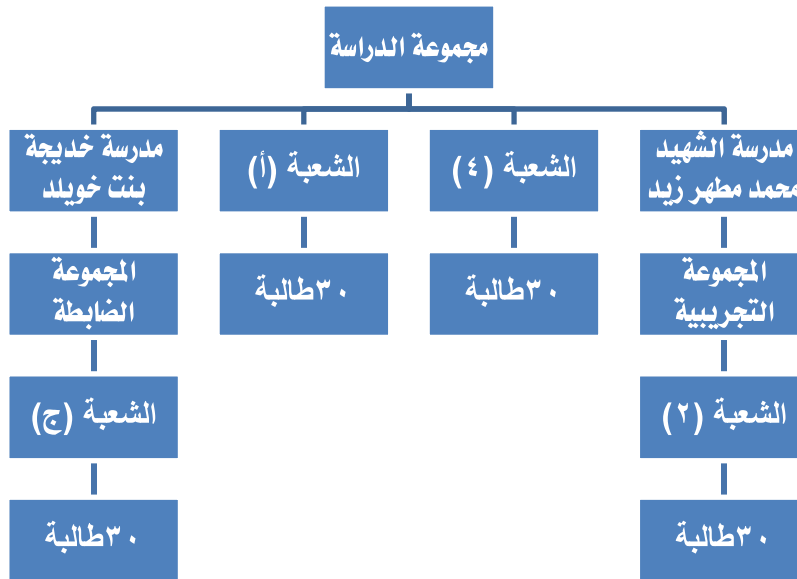 مجموعة الدراسة
مدرسة الشهيد
محمد مطهر زيد
الشعبة (٤)
الشعبة (أ)
مدرسة خديجة
بنت خويلد
المجموعة
التجريبية
٣٠طالبة
٣٠طالبة
المجموعة
الضابطة
الشعبة (٢)
الشعبة (ج)
٣٠طالبة
٣٠طالبة